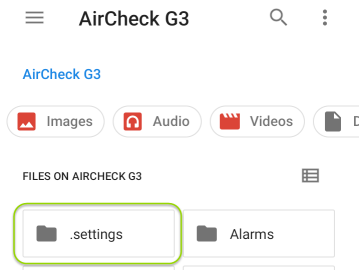 AirCheck G3
AirCheck G3
Images Audio Videos D
FILES ON AIRCHECK G3
.settings Alarms